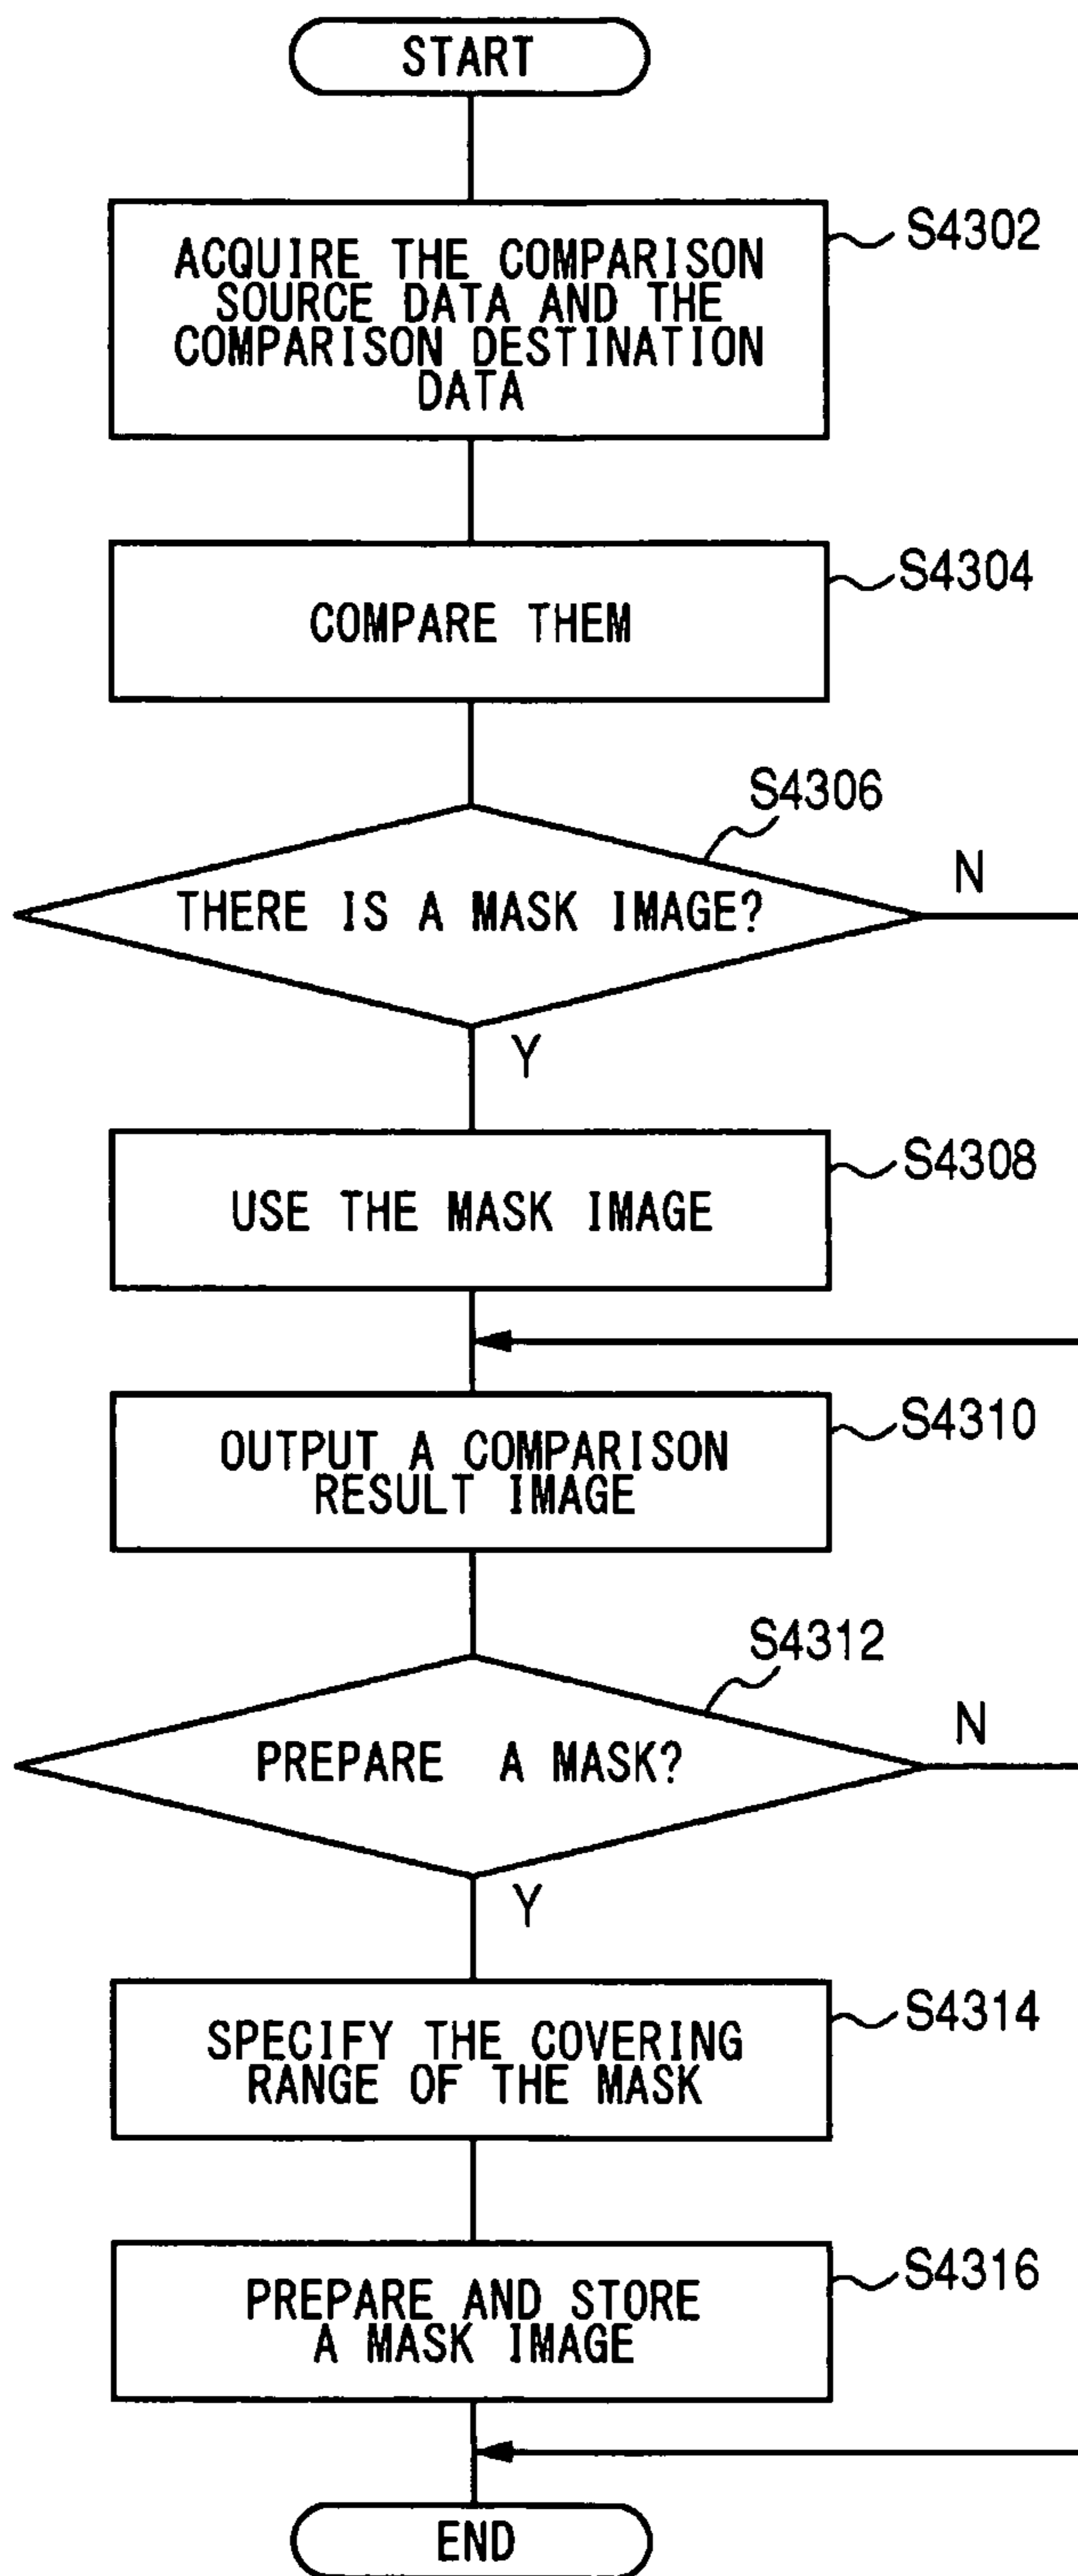 START
ACQUIRE THE COMPARISON
SOURCE DATA AND THE
COMPARISON DESTINATION
DATA
S4302
COMPARE THEM
S4304
S4306
THERE IS A MASK IMAGE?
N
Y
USE THE MASK IMAGE
S4308
OUTPUT A COMPARISON
RESULT IMAGE
S4310
S4312
PREPARE A MASK?
N
Y
SPECIFY THE COVERING
RANGE OF THE MASK
S4314
PREPARE AND STORE
A MASK IMAGE
S4316
END